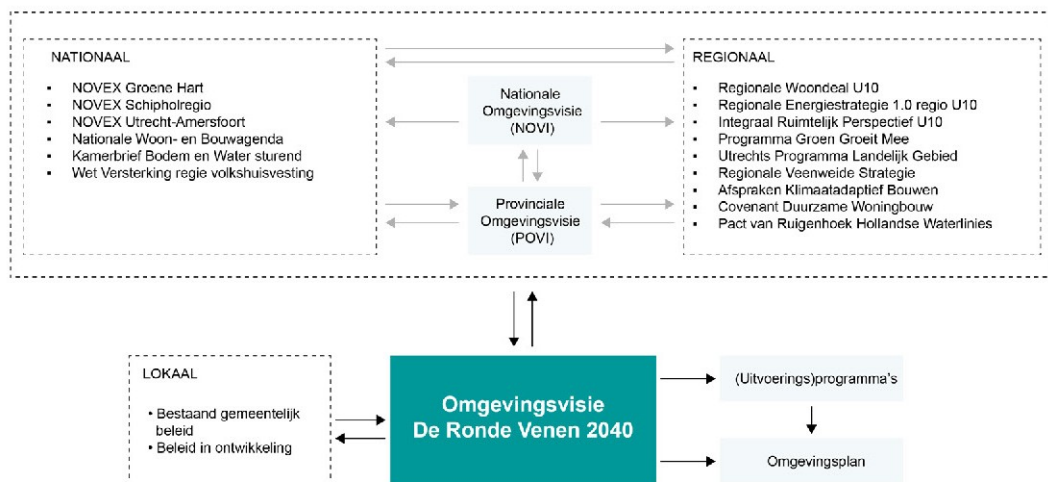 NATIONAAL
▪ NOVEX Groene Hart
▪ NOVEX Schipholregio
▪ NOVEX Utrecht-Amersfoort
▪ Nationale Woon- en Bouwagenda
▪ Kamerbrief Bodem en Water sturend
▪ Wet Versterking regie volkshuisvesting
Nationale
Omgevingsvisie
(NOVI)
Provinciale
Omgevingsvisie
(POVI)
REGIONAAL
▪ Regionale Woondeal U10
▪ Regionale Energiestrategie 1.0 regio U10
▪ Integraal Ruimtelijk Perspectief U10
▪ Programma Groen Groeit Mee
▪ Utrechts Programma Landelijk Gebied
▪ Regionale Veenweide Strategie
▪ Afspraken Klimaatadaptief Bouwen
▪ Covenant Duurzame Woningbouw
▪ Pact van Ruigenhoek Hollandse Waterlinies
LOKAAL
• Bestaand gemeentelijk
beleid
• Beleid in ontwikkeling
Omgevingsvisie
De Ronde Venen 2040
(Uitvoerings)programma's
Omgevingsplan